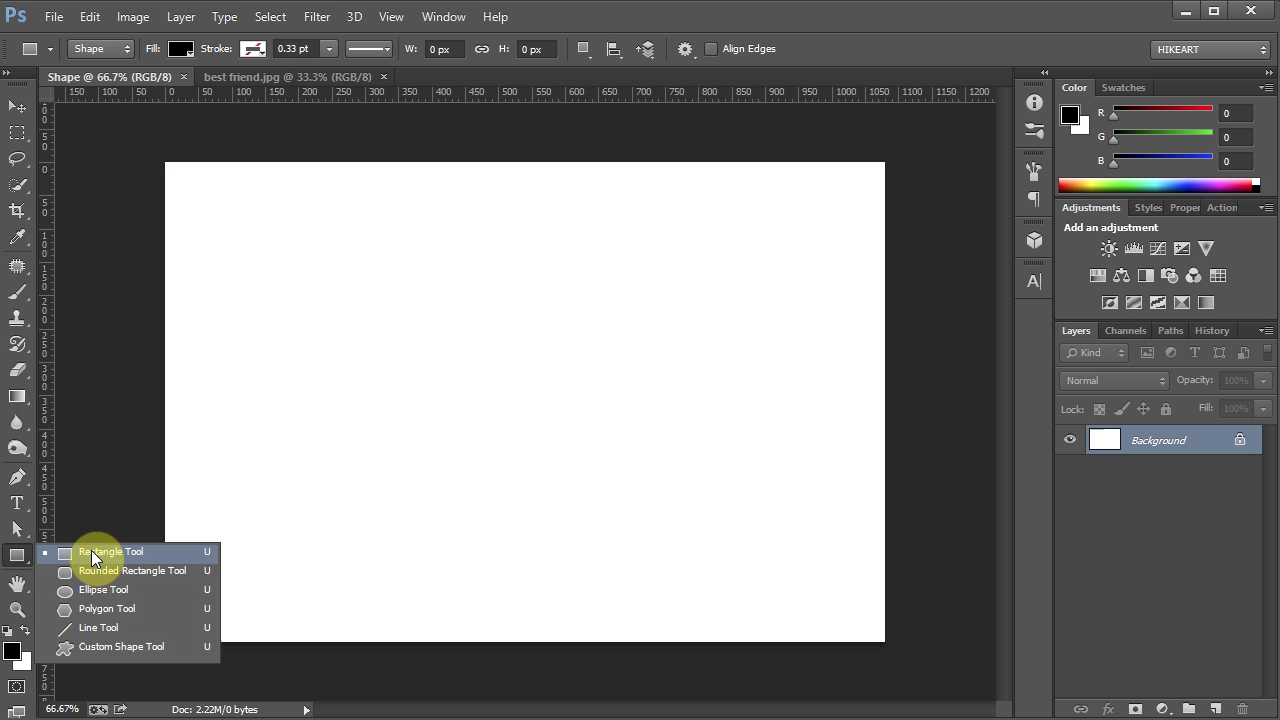 Ps File Edit Image Layer Type Select Filter 3D View Window Help
Shape Fill: Stroke: 0.33 pt W: 0 px H: 0 px Align Edges HIKEART
Shape @ 66.7% (RGB/8) × best friend.jpg @ 33.3% (RGB/8) ×
150 100 50 0 50 100 150 200 250 300 350 400 450 500 550 600 650 700 750 800 850 900 950 1000 1050 1100 1150 1200
Color Swatches
R 0
G 0
B 0
Adjustments Styles Proper Action
Add an adjustment
Layers Channels Paths History
Kind
Normal Opacity: 100%
Lock: Fill: 100%
Background
Rectangle Tool U
Rounded Rectangle Tool U
Ellipse Tool U
Polygon Tool U
Line Tool U
Custom Shape Tool U
66.67% Doc: 2.22M/0 bytes